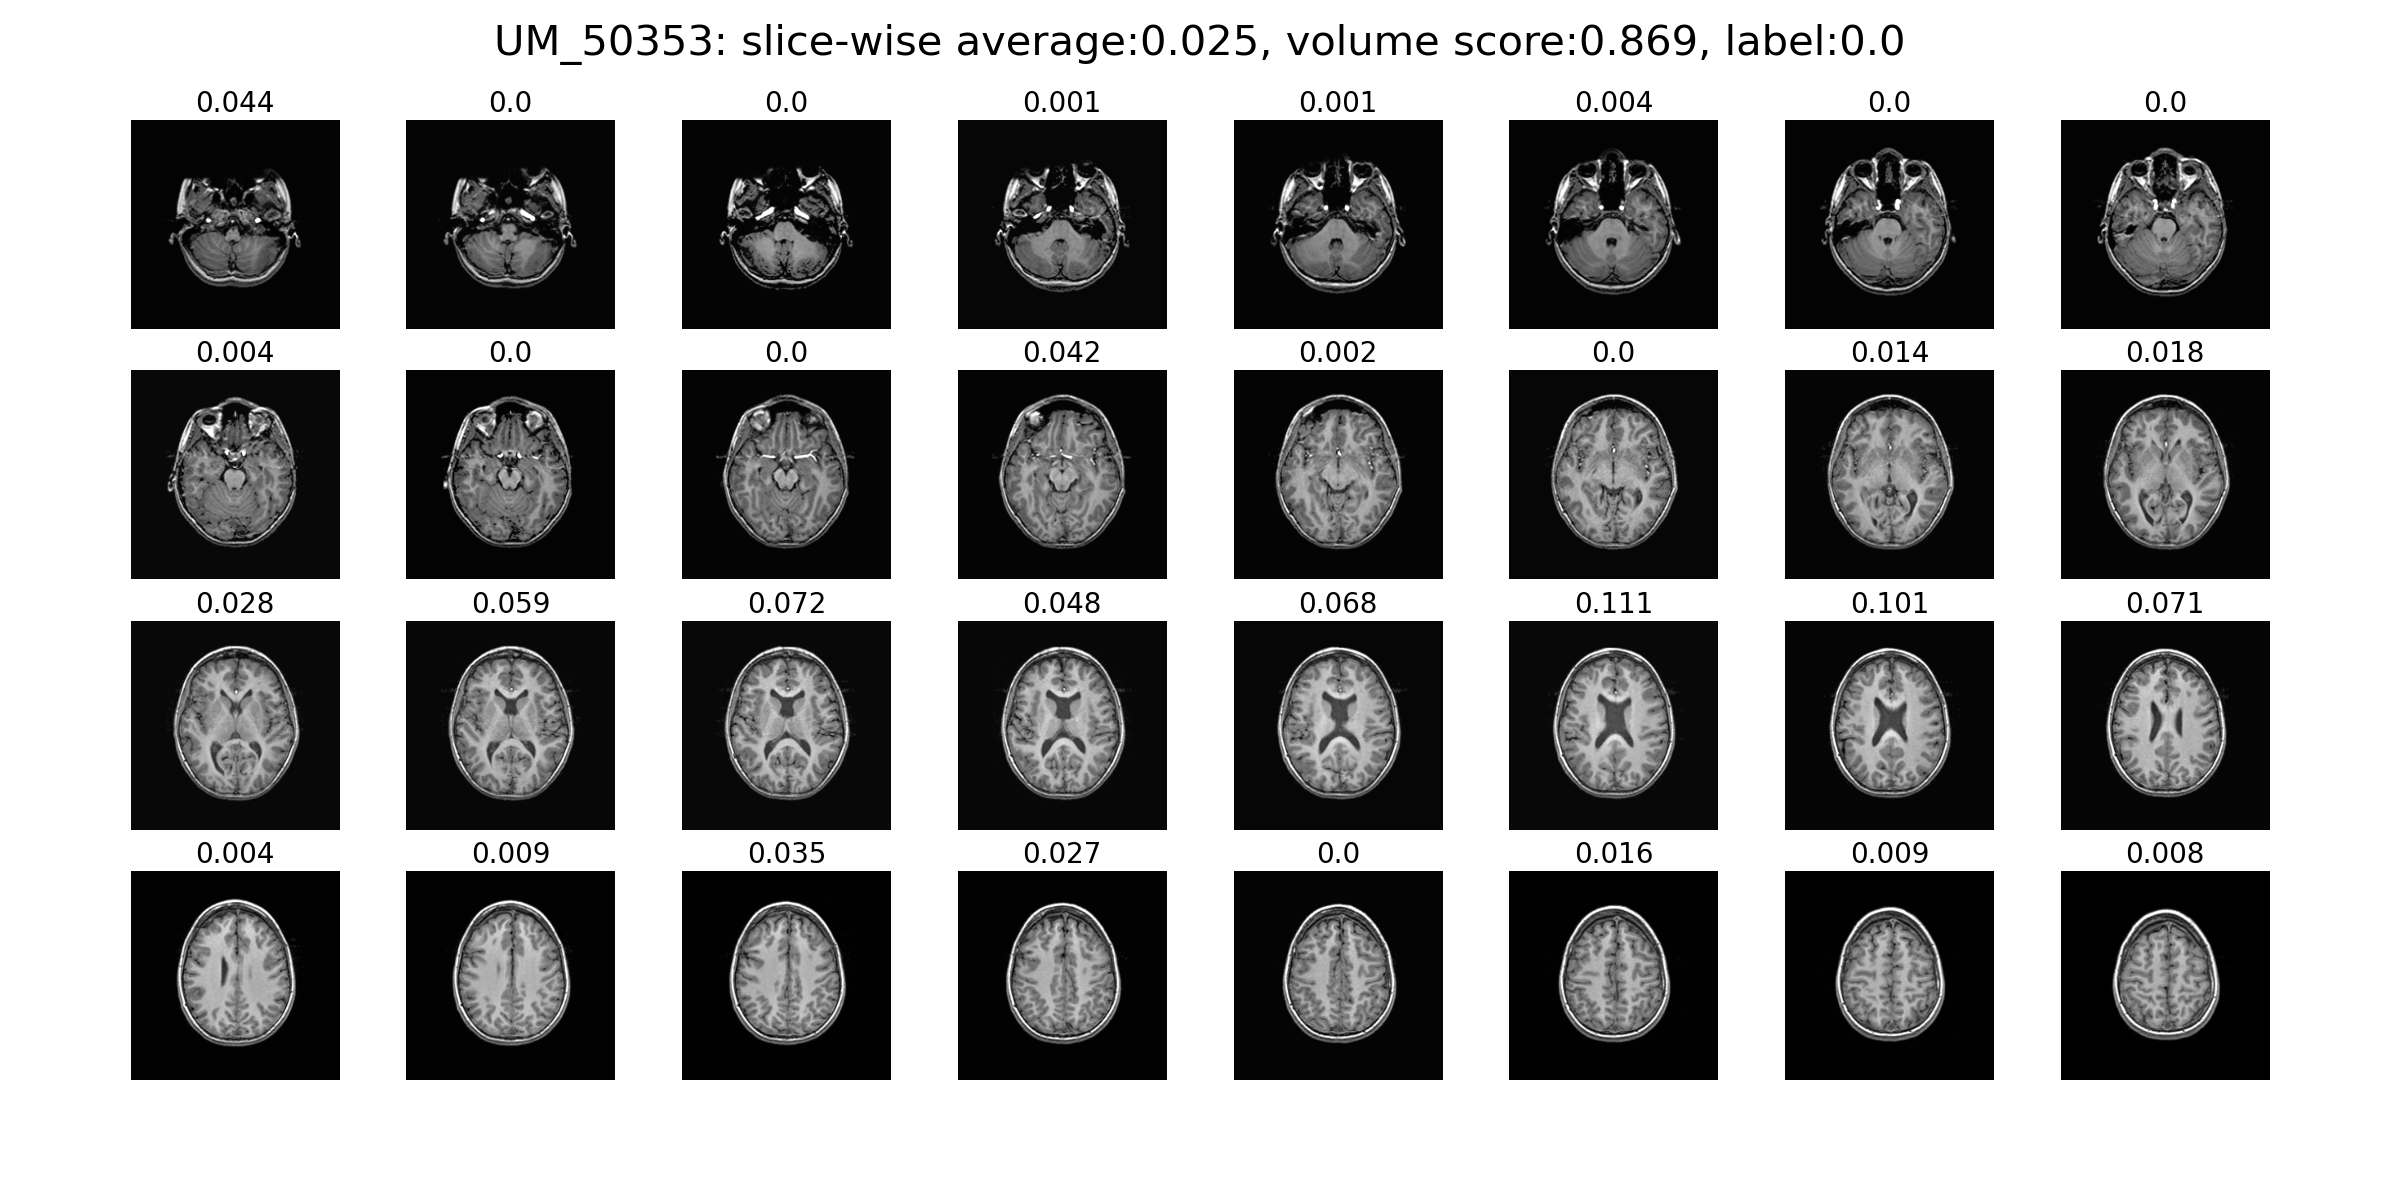 UM_50353: slice-wise average:0.025, volume score:0.869, label:0.0
0.044 0.0 0.0 0.001 0.001 0.004 0.0 0.0
0.004 0.0 0.0 0.042 0.002 0.0 0.014 0.018
0.028 0.059 0.072 0.048 0.068 0.111 0.101 0.071
0.004 0.009 0.035 0.027 0.0 0.016 0.009 0.008